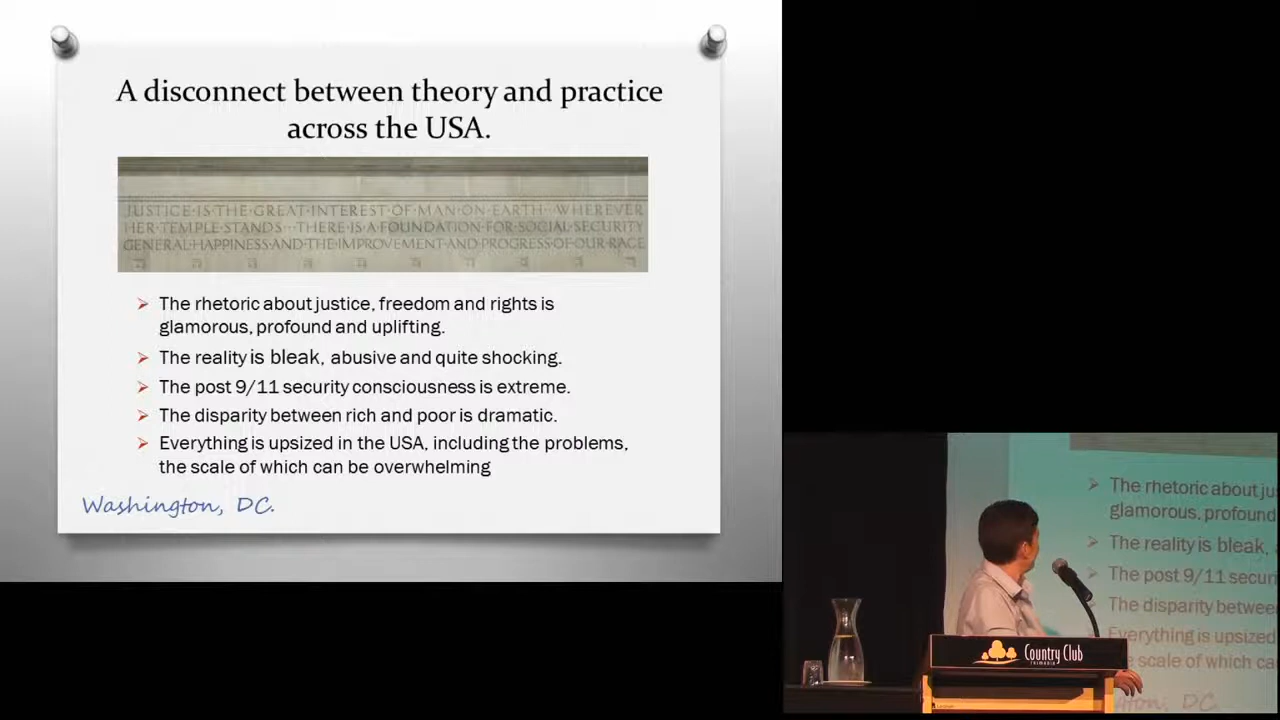 A disconnect between theory and practice
across the USA.
JUSTICE·IS·THE·GREAT·INTEREST·OF·MAN·ON·EARTH··WHEREVER
HER·TEMPLE·STANDS···THERE·IS·A·FOUNDATION·FOR·SOCIAL·SECURITY
GENERAL·HAPPINESS·AND·THE·IMPROVEMENT·AND·PROGRESS·OF·OUR·RACE
➤ The rhetoric about justice, freedom and rights is
glamorous, profound and uplifting.
➤ The reality is bleak, abusive and quite shocking.
➤ The post 9/11 security consciousness is extreme.
➤ The disparity between rich and poor is dramatic.
➤ Everything is upsized in the USA, including the problems,
the scale of which can be overwhelming
Washington, DC.
➤ The rhetoric about ju
glamorous, profound
➤ The reality is bleak,
➤ The post 9/11 secur
➤ The disparity betwee
Everything is upsized
e scale of which ca
gton, DC.
Country Club
TASMANIA